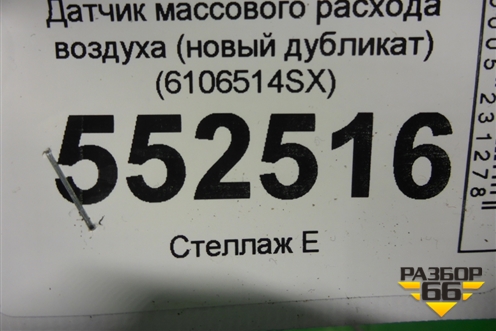 Датчик массового расхода
воздуха (новый дубликат)
(6106514SX)
552516
Стеллаж Е
РАЗБОР
66